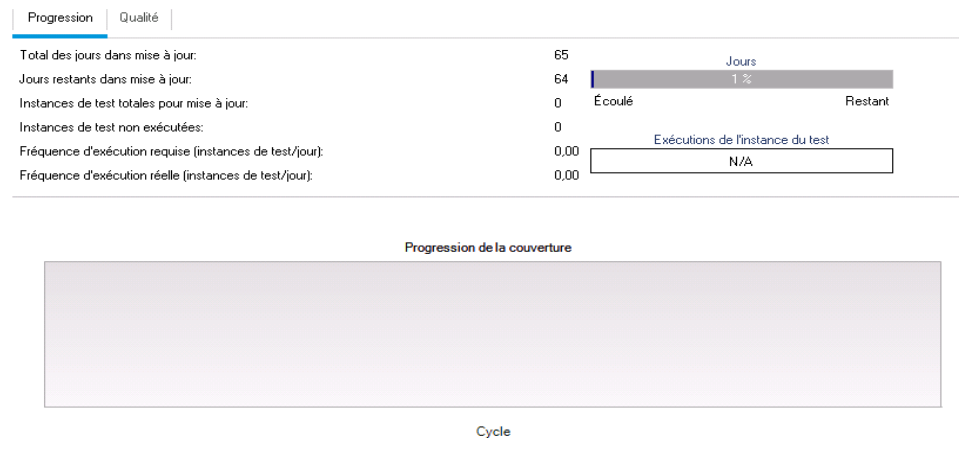 Progression Qualité
Total des jours dans mise à jour: 65
Jours
Jours restants dans mise à jour: 64
1 %
Instances de test totales pour mise à jour: 0
Écoulé Restant
Instances de test non exécutées: 0
Exécutions de l'instance du test
Fréquence d'exécution requise (instances de test/jour): 0,00
N/A
Fréquence d'exécution réelle (instances de test/jour): 0,00
Progression de la couverture
Cycle